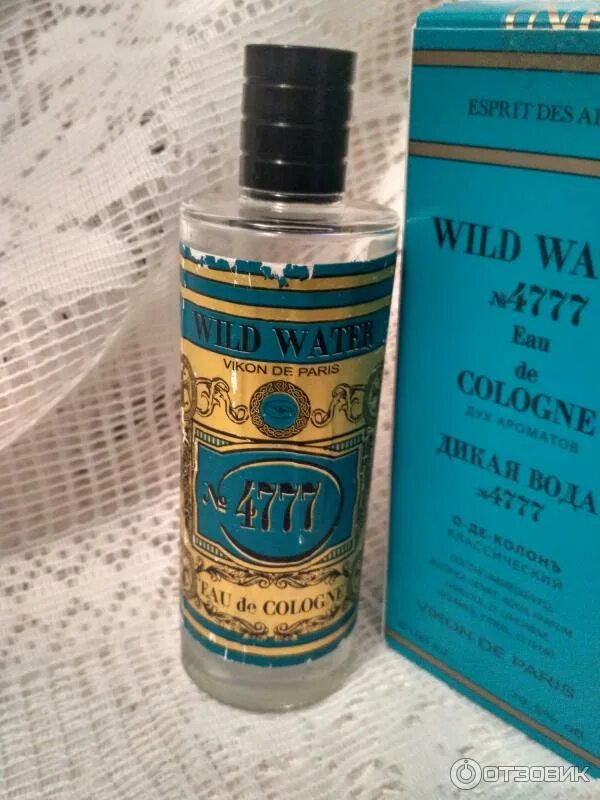 WILD WATER
VIKON DE PARIS
№ 4777
EAU de COLOGNE
ESPRIT DES
WILD WA
№4777
Eau
de
COLOGNE
ДУХ АРОМАТОВ
ДИКАЯ ВОДА
№4777
О-ДЕ-КОЛОНЪ
КЛАССИЧЕСКИЙ
VIKON DE PARIS
ОТЗОВИК